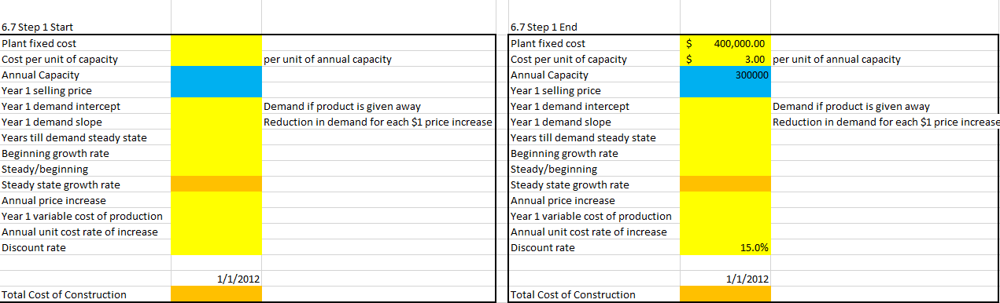 6.7 Step 1 Start
Plant fixed cost
Cost per unit of capacity per unit of annual capacity
Annual Capacity
Year 1 selling price
Year 1 demand intercept Demand if product is given away
Year 1 demand slope Reduction in demand for each $1 price increase
Years till demand steady state
Beginning growth rate
Steady/beginning
Steady state growth rate
Annual price increase
Year 1 variable cost of production
Annual unit cost rate of increase
Discount rate
1/1/2012
Total Cost of Construction
6.7 Step 1 End
Plant fixed cost $ 400,000.00
Cost per unit of capacity $ 3.00 per unit of annual capacity
Annual Capacity 300000
Year 1 selling price
Year 1 demand intercept Demand if product is given away
Year 1 demand slope Reduction in demand for each $1 price increase
Years till demand steady state
Beginning growth rate
Steady/beginning
Steady state growth rate
Annual price increase
Year 1 variable cost of production
Annual unit cost rate of increase
Discount rate 15.0%
1/1/2012
Total Cost of Construction